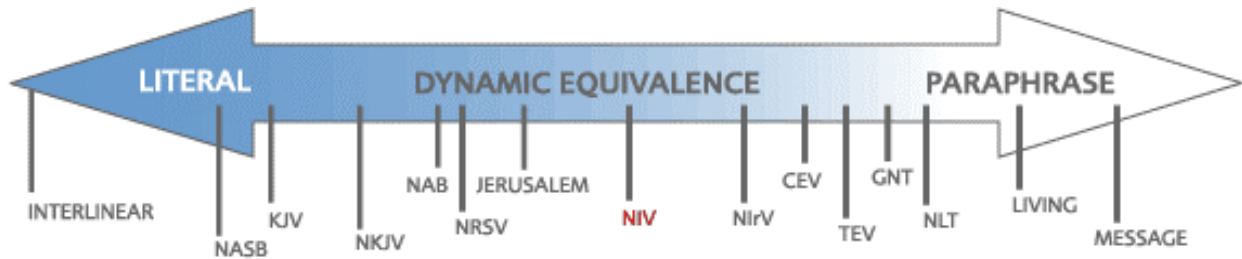 LITERAL DYNAMIC EQUIVALENCE PARAPHRASE
INTERLINEAR
NASB
KJV
NKJV
NAB
NRSV
JERUSALEM
NIV
NIrV
CEV
TEV
GNT
NLT
LIVING
MESSAGE